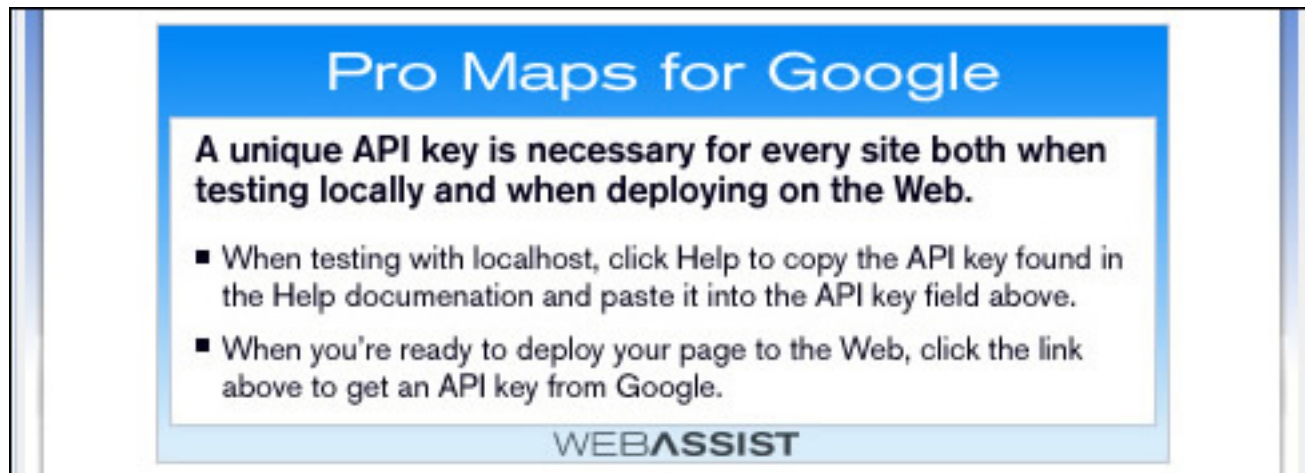 Pro Maps for Google
A unique API key is necessary for every site both when
testing locally and when deploying on the Web.
■ When testing with localhost, click Help to copy the API key found in
the Help documenation and paste it into the API key field above.
■ When you're ready to deploy your page to the Web, click the link
above to get an API key from Google.
WEBASSIST